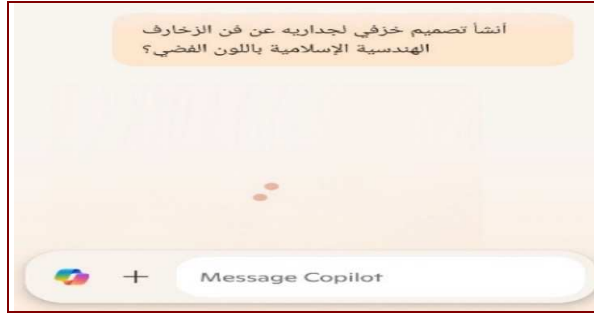 أنشأ تصميم خزفي لجداريه عن فن الزخارف
الهندسية الإسلامية باللون الفضي؟
Message Copilot